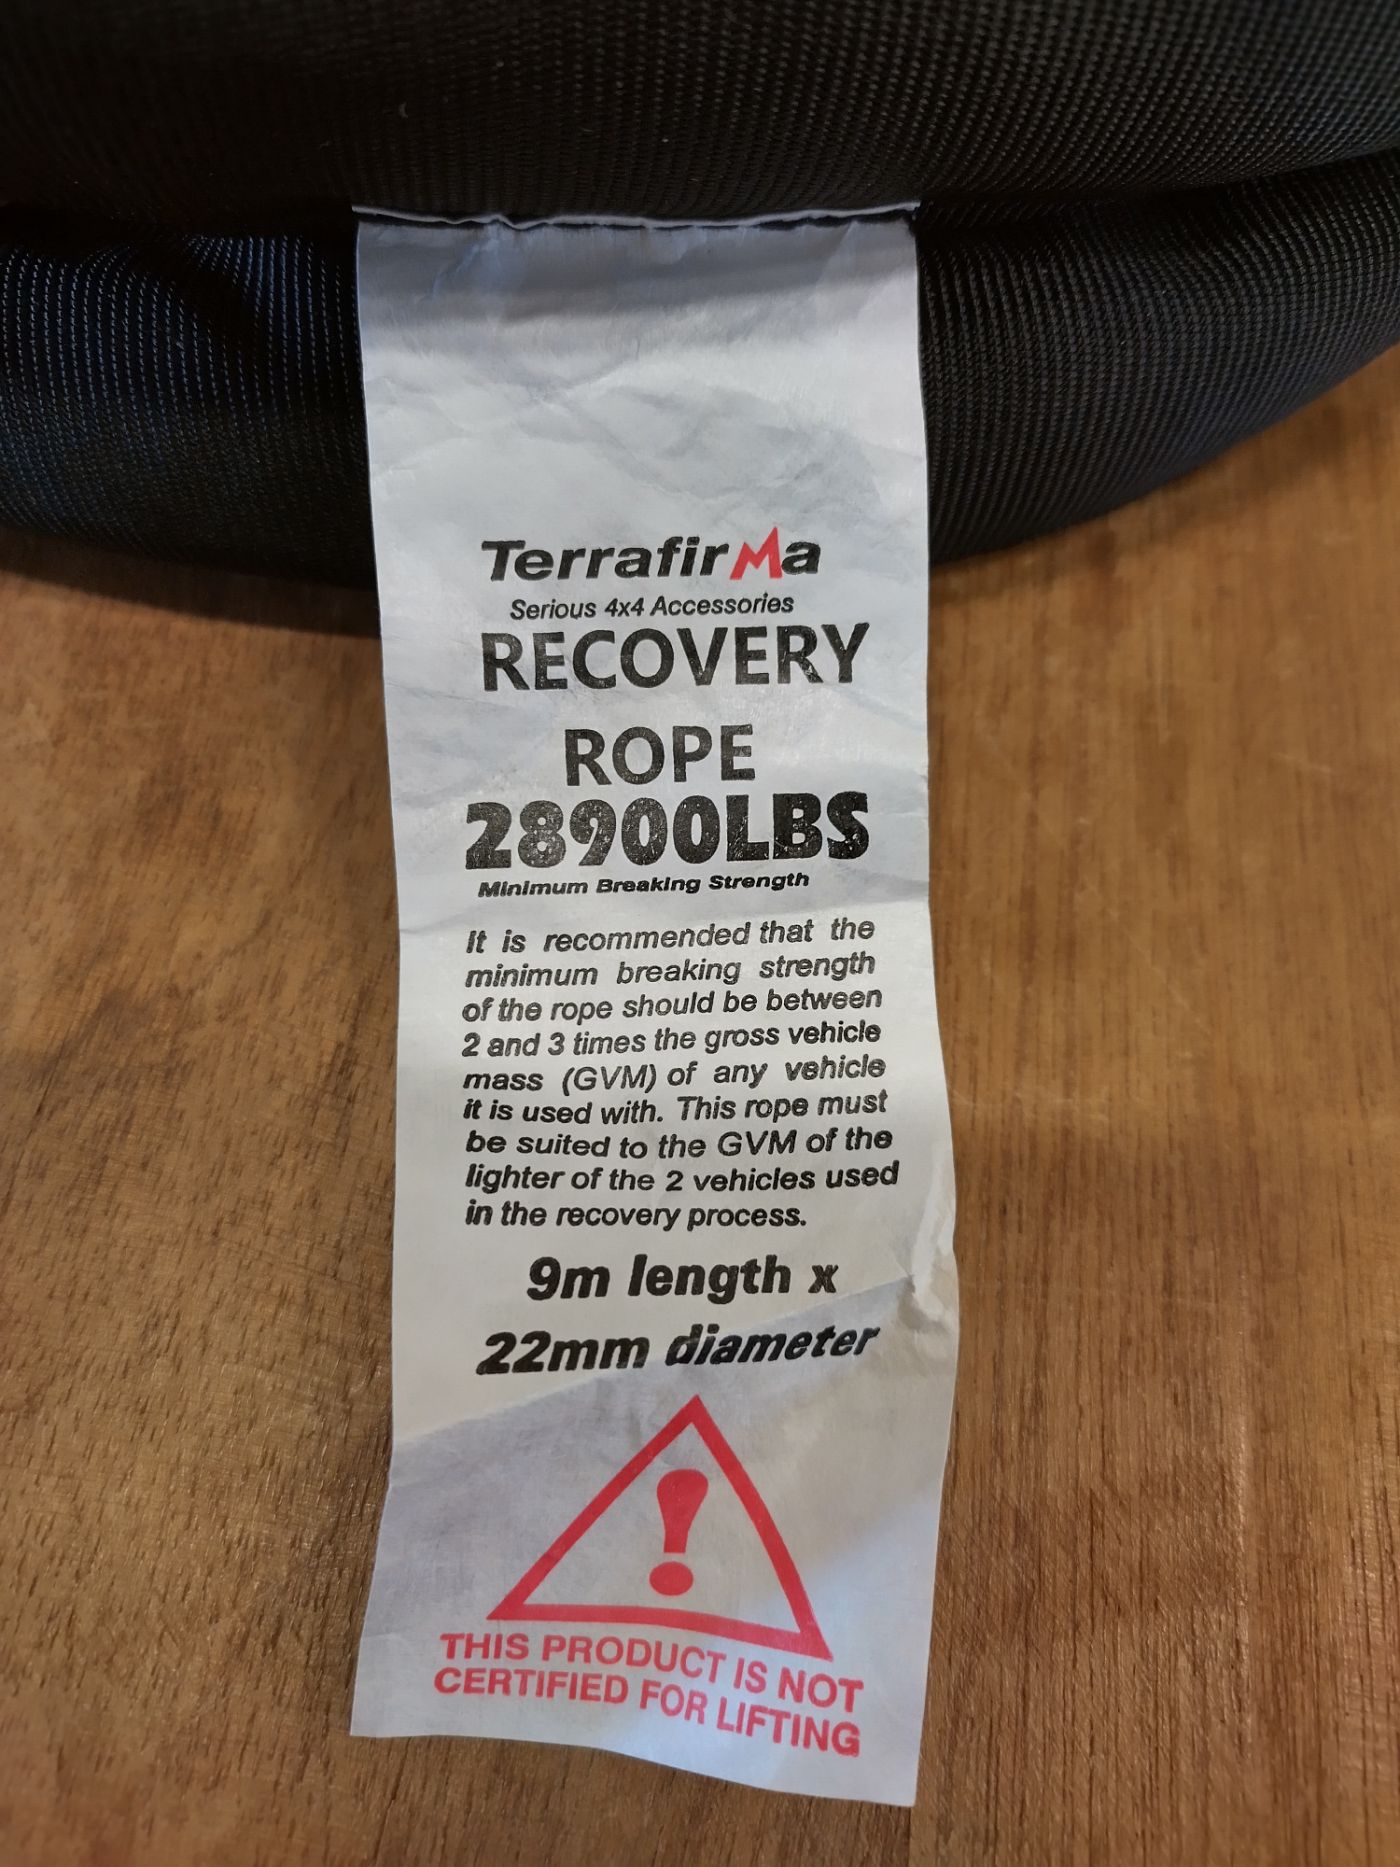 TerrafirMa
Serious 4x4 Accessories
RECOVERY
ROPE
28900LBS
Minimum Breaking Strength
It is recommended that the
minimum breaking strength
of the rope should be between
2 and 3 times the gross vehicle
mass (GVM) of any vehicle
it is used with. This rope must
be suited to the GVM of the
lighter of the 2 vehicles used
in the recovery process.
9m length x
22mm diameter
!
THIS PRODUCT IS NOT
CERTIFIED FOR LIFTING